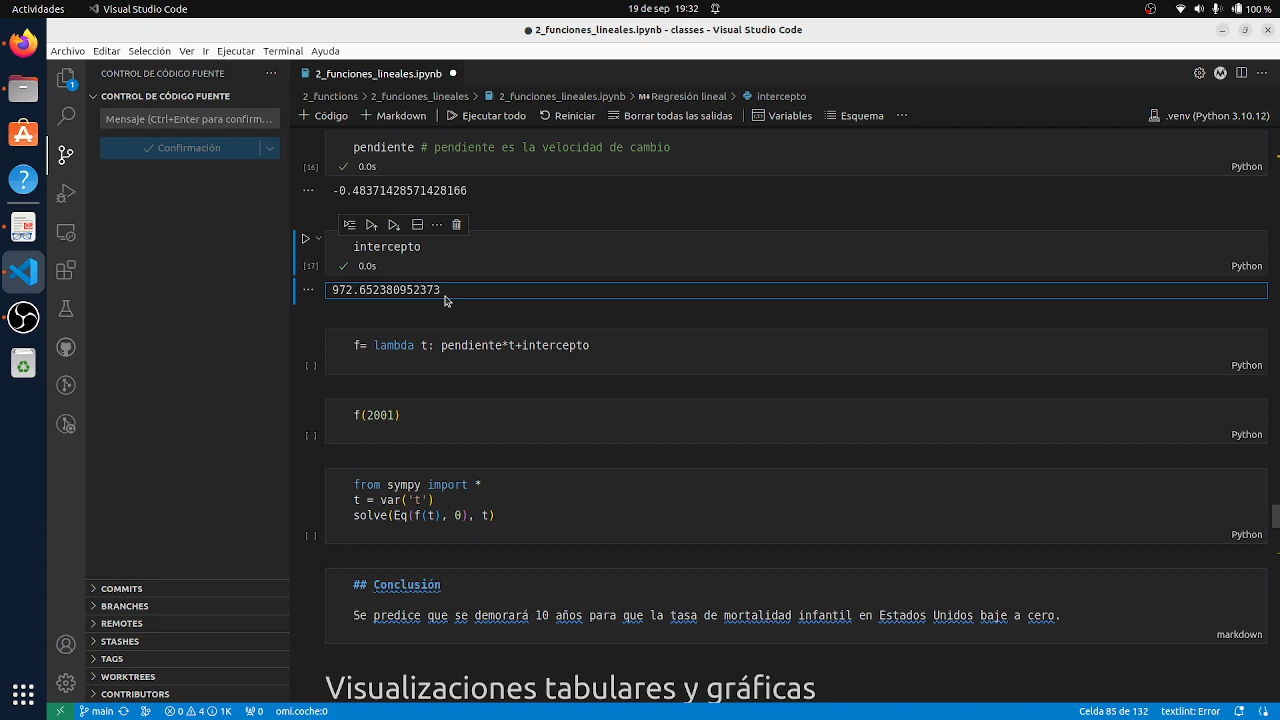 Actividades
Visual Studio Code
19 de sep 19:32
100 %
2_funciones_lineales.ipynb - classes - Visual Studio Code
Archivo Editar Selección Ver Ir Ejecutar Terminal Ayuda
CONTROL DE CÓDIGO FUENTE
2_funciones_lineales.ipynb
CONTROL DE CÓDIGO FUENTE
2_functions > 2_funciones_lineales > 2_funciones_lineales.ipynb > Regresión lineal > intercepto
Mensaje (Ctrl+Enter para confirm...
Código Markdown Ejecutar todo Reiniciar Borrar todas las salidas Variables Esquema ...
.venv (Python 3.10.12)
Confirmación
pendiente # pendiente es la velocidad de cambio
[16] 0.0s Python
-0.48371428571428166
intercepto
[17] 0.0s Python
972.652380952373
f= lambda t: pendiente*t+intercepto
[ ] Python
f(2001)
[ ] Python
from sympy import *
t = var('t')
solve(Eq(f(t), 0), t)
[ ] Python
## Conclusión
Se predice que se demorará 10 años para que la tasa de mortalidad infantil en Estados Unidos baje a cero.
markdown
Visualizaciones tabulares y gráficas
COMMITS
BRANCHES
REMOTES
STASHES
TAGS
WORKTREES
CONTRIBUTORS
main 0 4 1K 0 omi.coche:0 Celda 85 de 132 textlint: Error